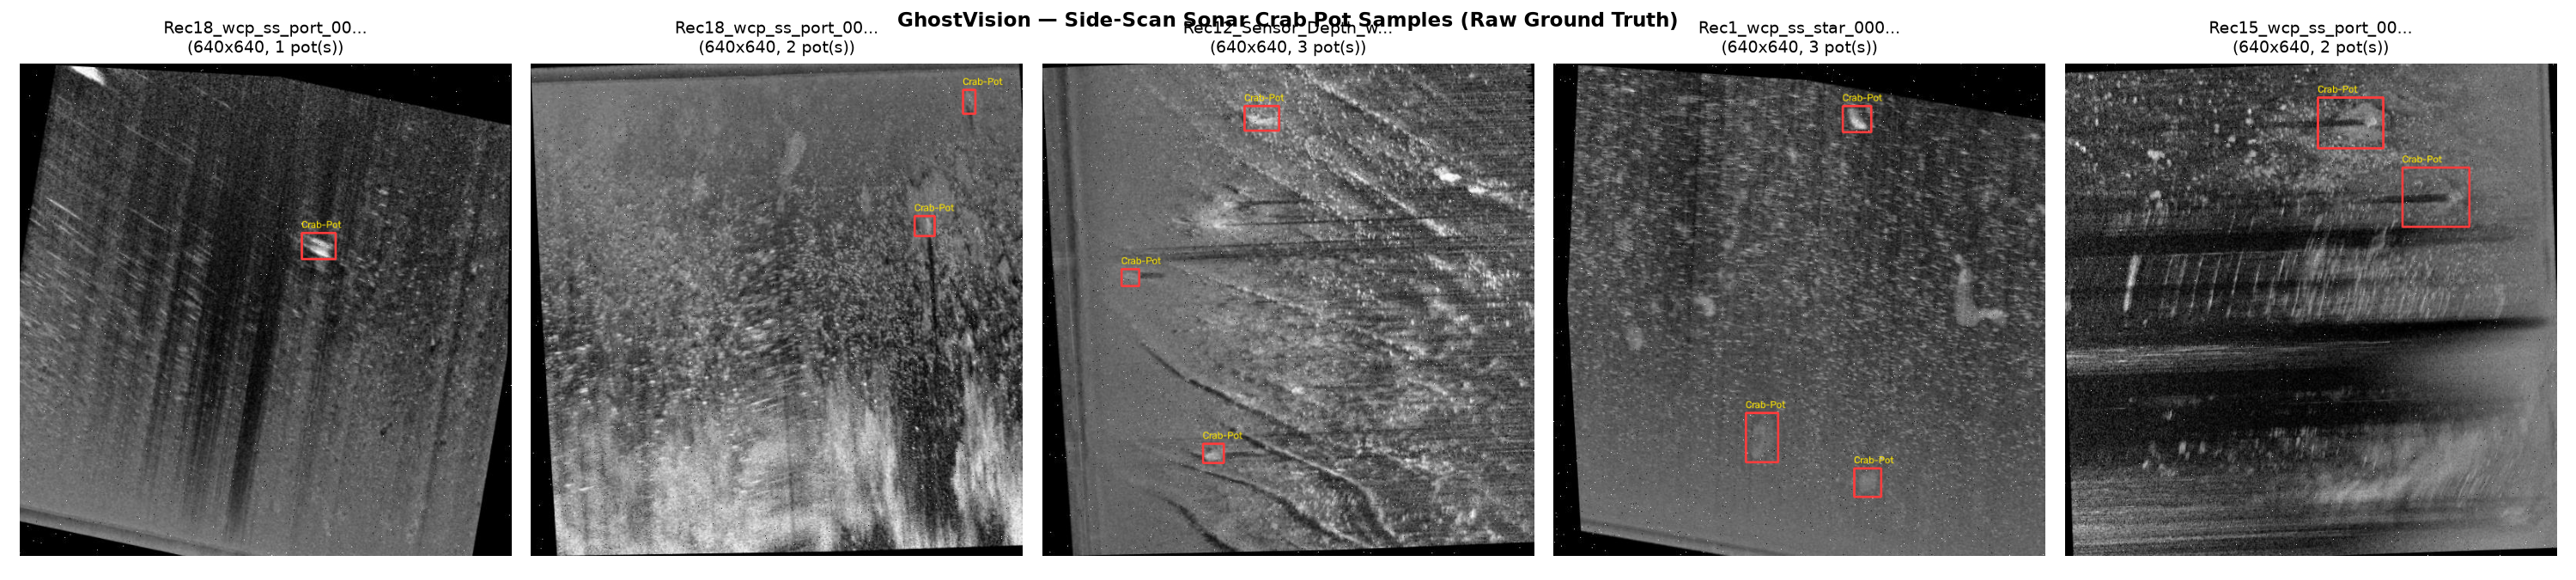 GhostVision — Side-Scan Sonar Crab Pot Samples (Raw Ground Truth)
Rec18_wcp_ss_port_00...
(640x640, 1 pot(s))
Crab-Pot
Rec18_wcp_ss_port_00...
(640x640, 2 pot(s))
Crab-Pot
Crab-Pot
Rec12_Sensor_Depth_w...
(640x640, 3 pot(s))
Crab-Pot
Crab-Pot
Crab-Pot
Rec1_wcp_ss_star_000...
(640x640, 3 pot(s))
Crab-Pot
Crab-Pot
Crab-Pot
Rec15_wcp_ss_port_00...
(640x640, 2 pot(s))
Crab-Pot
Crab-Pot